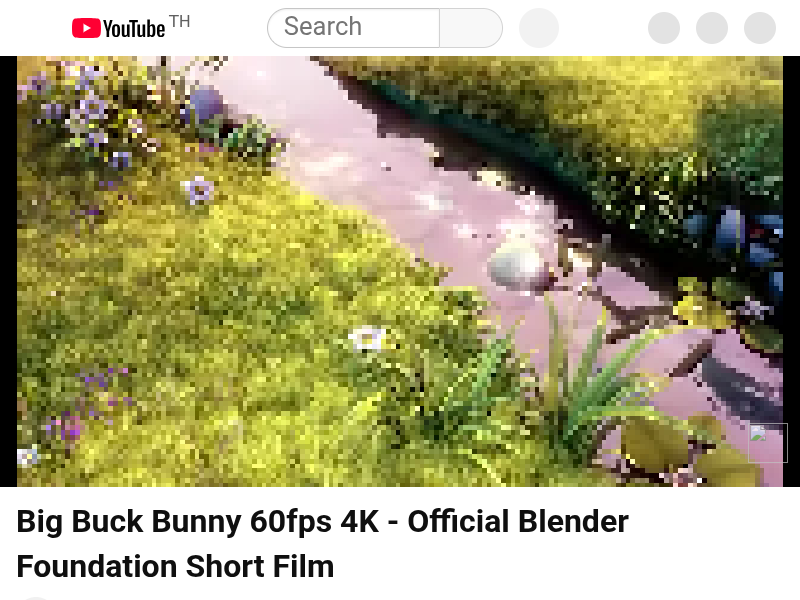 YouTube TH
Search
Big Buck Bunny 60fps 4K - Official Blender
Foundation Short Film